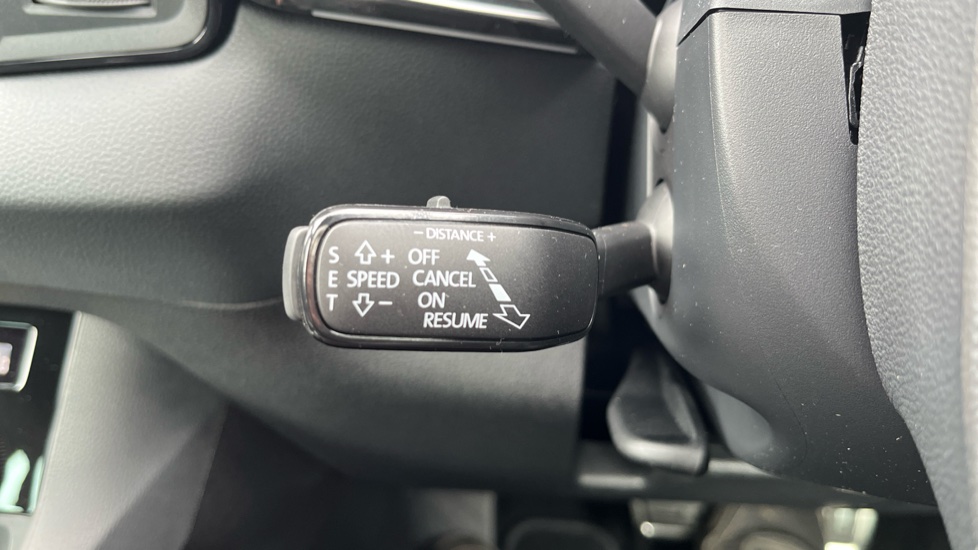 − DISTANCE +
S + OFF
E SPEED CANCEL
T − ON
RESUME